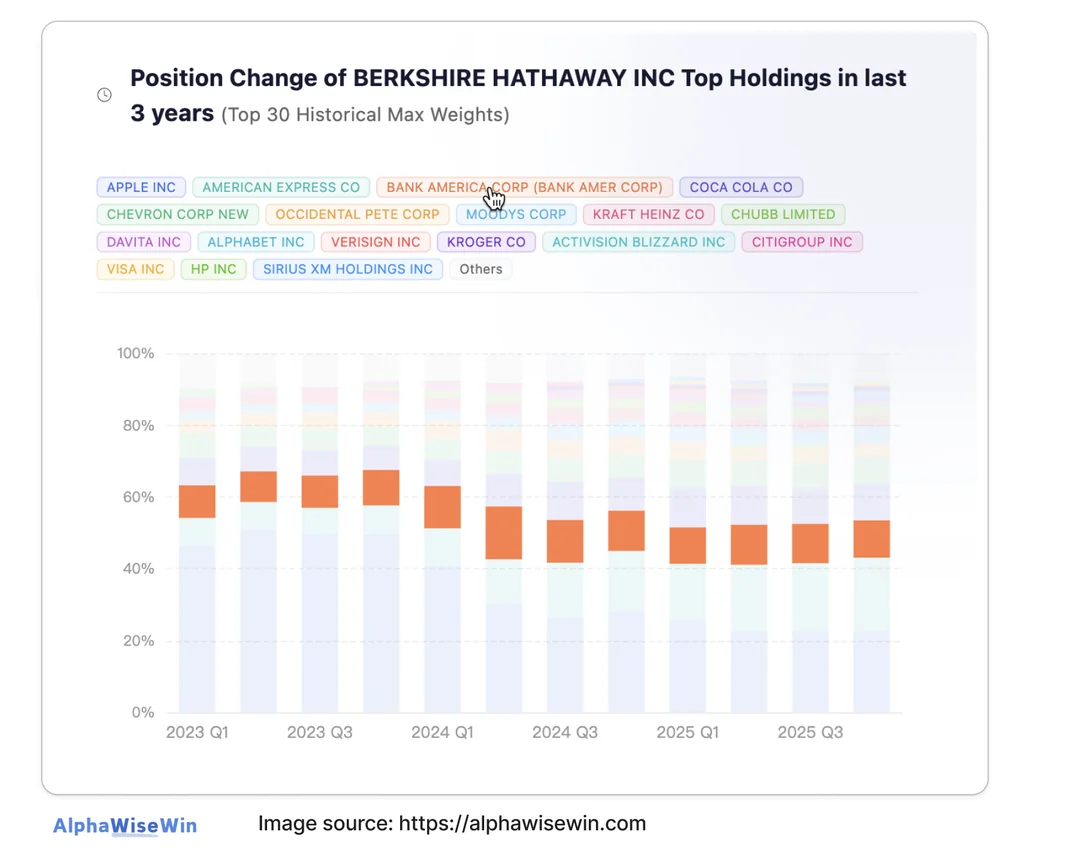 Position Change of BERKSHIRE HATHAWAY INC Top Holdings in last
3 years (Top 30 Historical Max Weights)
APPLE INC AMERICAN EXPRESS CO BANK AMERICA CORP (BANK AMER CORP) COCA COLA CO
CHEVRON CORP NEW OCCIDENTAL PETE CORP MOODYS CORP KRAFT HEINZ CO CHUBB LIMITED
DAVITA INC ALPHABET INC VERISIGN INC KROGER CO ACTIVISION BLIZZARD INC CITIGROUP INC
VISA INC HP INC SIRIUS XM HOLDINGS INC Others
100%
80%
60%
40%
20%
0%
2023 Q1 2023 Q3 2024 Q1 2024 Q3 2025 Q1 2025 Q3
AlphaWiseWin Image source: https://alphawisewin.com